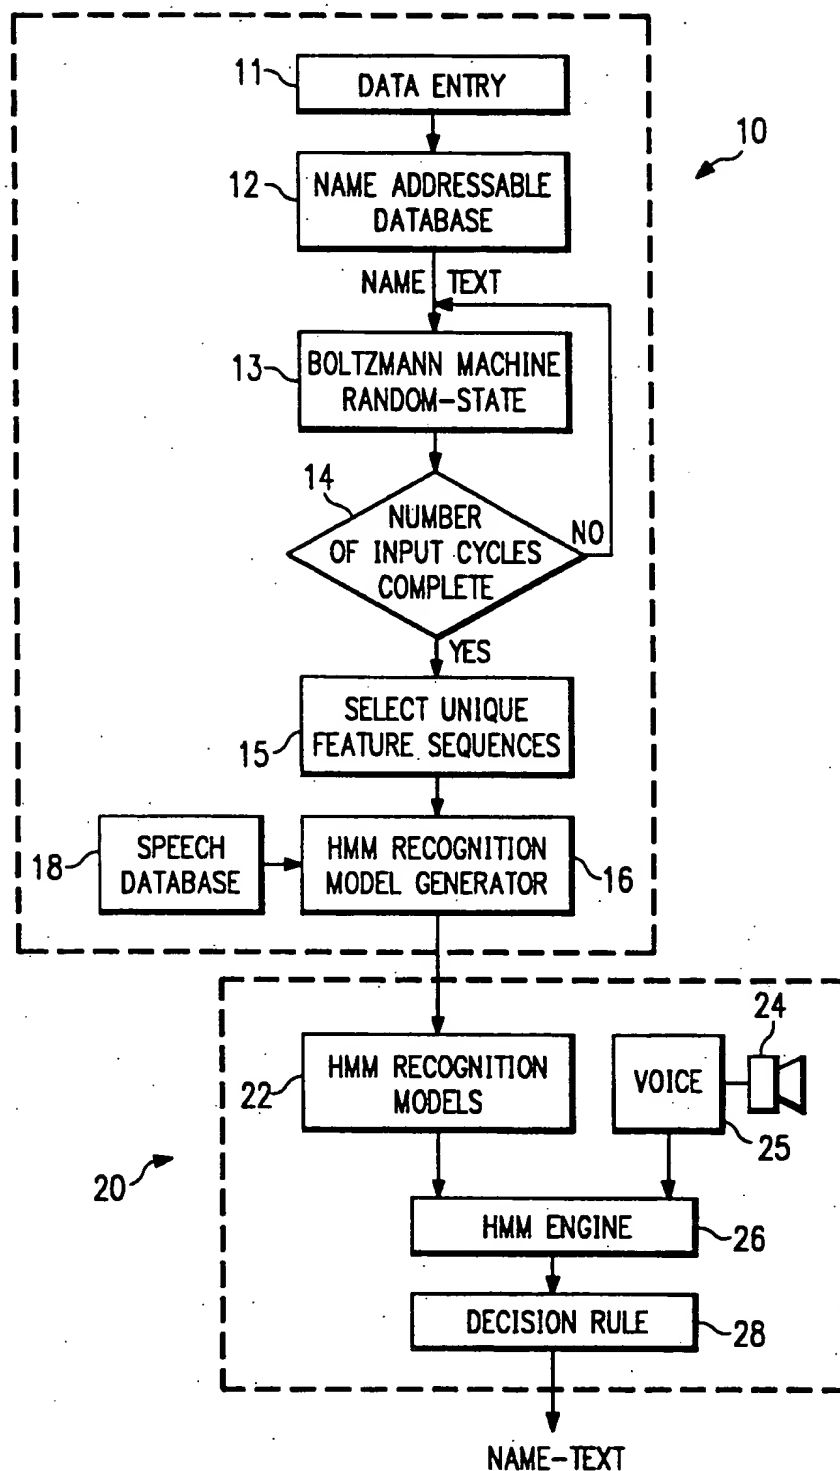 11
DATA ENTRY
10
12
NAME ADDRESSABLE
DATABASE
NAME TEXT
13
BOLTZMANN MACHINE
RANDOM-STATE
14
NUMBER
OF INPUT CYCLES
COMPLETE
NO
YES
15
SELECT UNIQUE
FEATURE SEQUENCES
18
SPEECH
DATABASE
HMM RECOGNITION
MODEL GENERATOR
16
24
22
HMM RECOGNITION
MODELS
VOICE
25
20
HMM ENGINE
26
DECISION RULE
28
NAME-TEXT